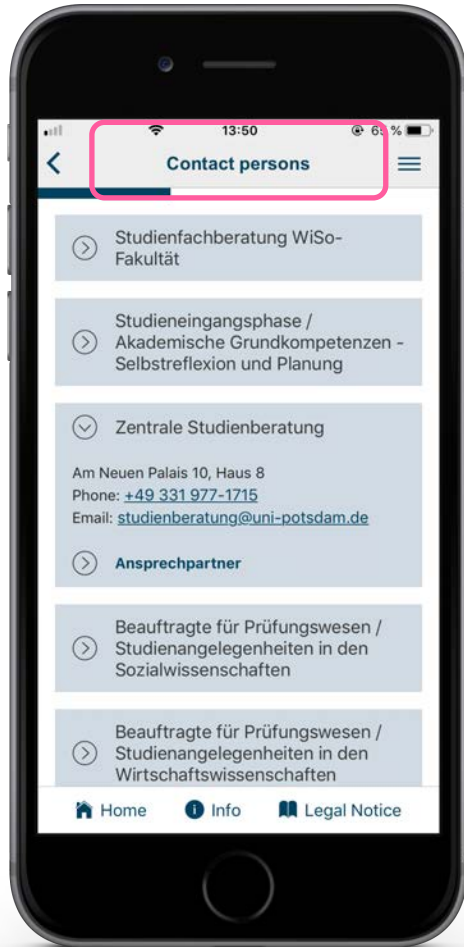 13:50
65 %
Contact persons
Studienfachberatung WiSo-
Fakultät
Studieneingangsphase /
Akademische Grundkompetenzen -
Selbstreflexion und Planung
Zentrale Studienberatung
Am Neuen Palais 10, Haus 8
Phone: +49 331 977-1715
Email: studienberatung@uni-potsdam.de
Ansprechpartner
Beauftragte für Prüfungswesen /
Studienangelegenheiten in den
Sozialwissenschaften
Beauftragte für Prüfungswesen /
Studienangelegenheiten in den
Wirtschaftswissenschaften
Home Info Legal Notice